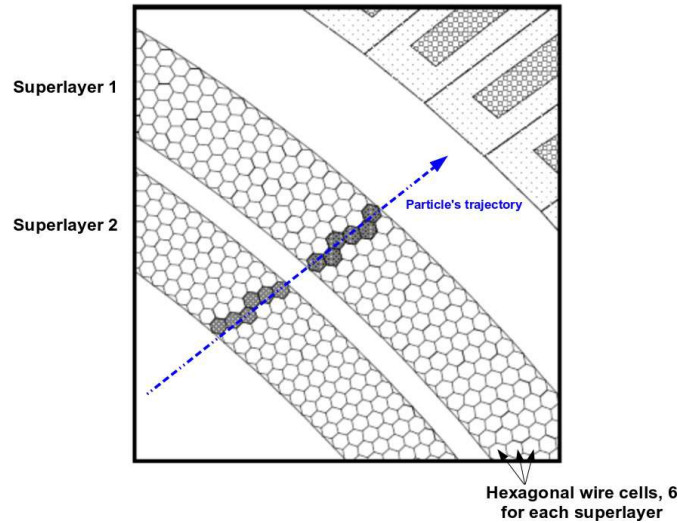 Superlayer 1
Particle's trajectory
Superlayer 2
Hexagonal wire cells, 6
for each superlayer